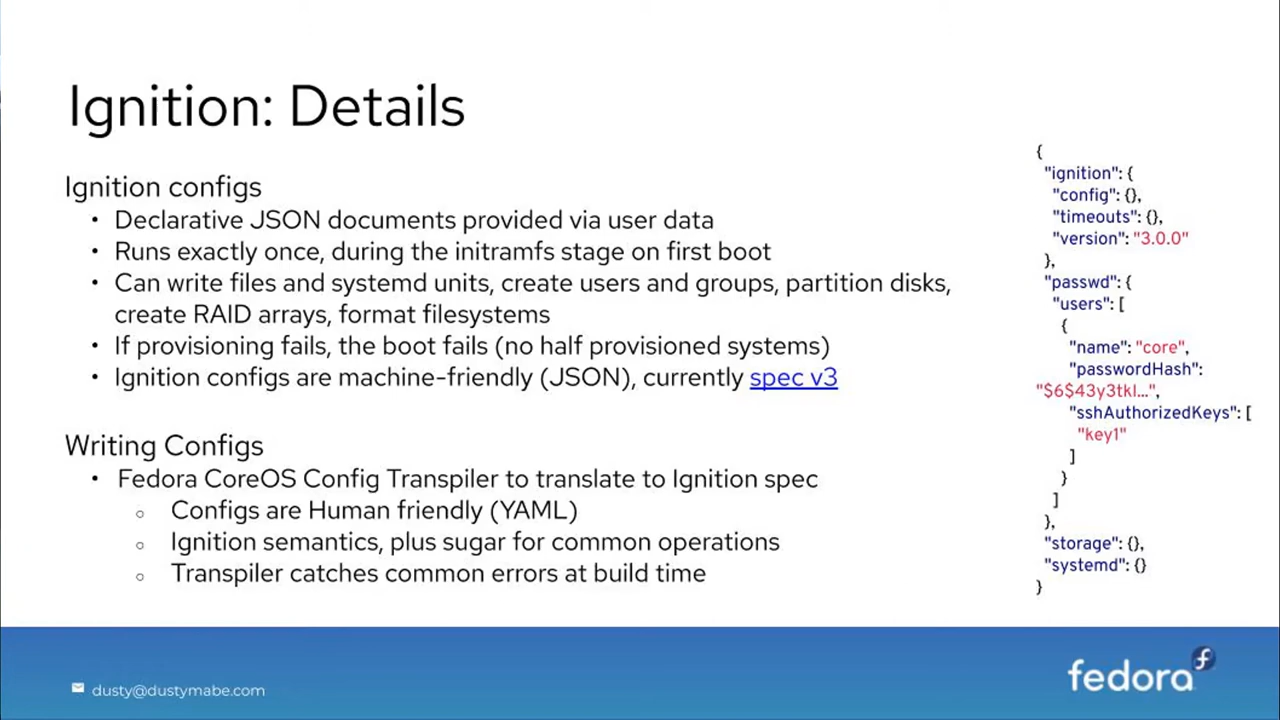 Ignition: Details
Ignition configs
• Declarative JSON documents provided via user data
• Runs exactly once, during the initramfs stage on first boot
• Can write files and systemd units, create users and groups, partition disks,
create RAID arrays, format filesystems
• If provisioning fails, the boot fails (no half provisioned systems)
• Ignition configs are machine-friendly (JSON), currently spec v3
Writing Configs
• Fedora CoreOS Config Transpiler to translate to Ignition spec
○ Configs are Human friendly (YAML)
○ Ignition semantics, plus sugar for common operations
○ Transpiler catches common errors at build time
{
"ignition": {
"config": {},
"timeouts": {},
"version": "3.0.0"
},
"passwd": {
"users": [
{
"name": "core",
"passwordHash":
"$6$43y3tkl...",
"sshAuthorizedKeys": [
"key1"
]
}
]
},
"storage": {},
"systemd": {}
}
dusty@dustymabe.com
fedora